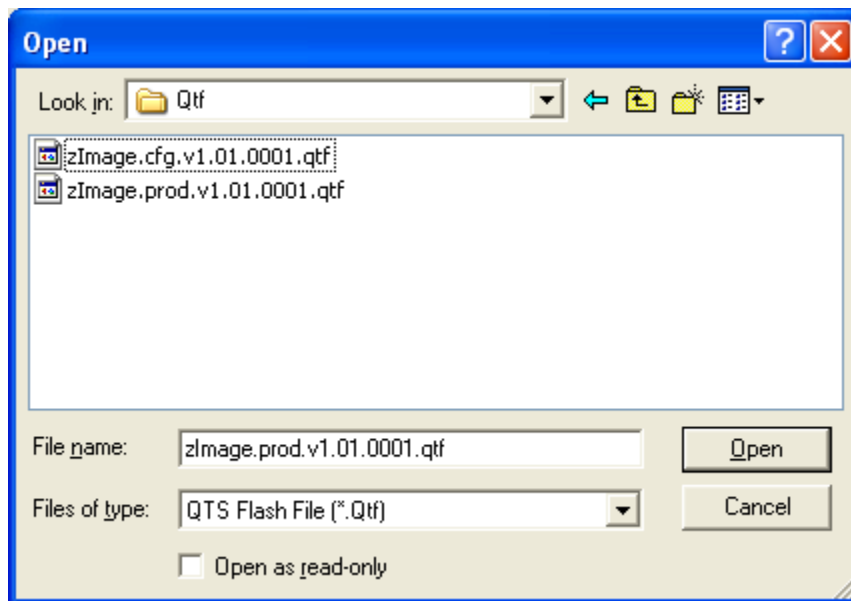 Open
Look in: Qtf
zImage.cfg.v1.01.0001.qtf
zImage.prod.v1.01.0001.qtf
File name: zImage.prod.v1.01.0001.qtf Open
Files of type: QTS Flash File (*.Qtf) Cancel
Open as read-only